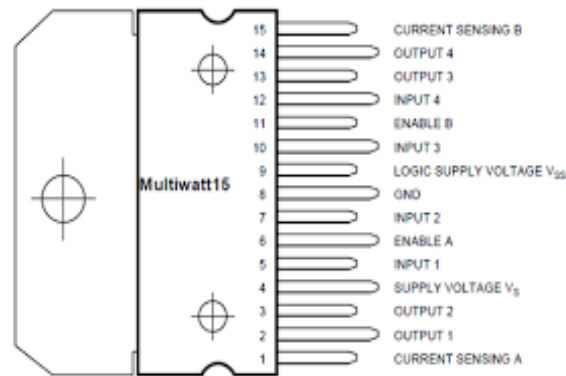 15 CURRENT SENSING B
14 OUTPUT 4
13 OUTPUT 3
12 INPUT 4
11 ENABLE B
10 INPUT 3
9 LOGIC SUPPLY VOLTAGE VSS
8 GND
7 INPUT 2
6 ENABLE A
5 INPUT 1
4 SUPPLY VOLTAGE VS
3 OUTPUT 2
2 OUTPUT 1
1 CURRENT SENSING A
Multiwatt15